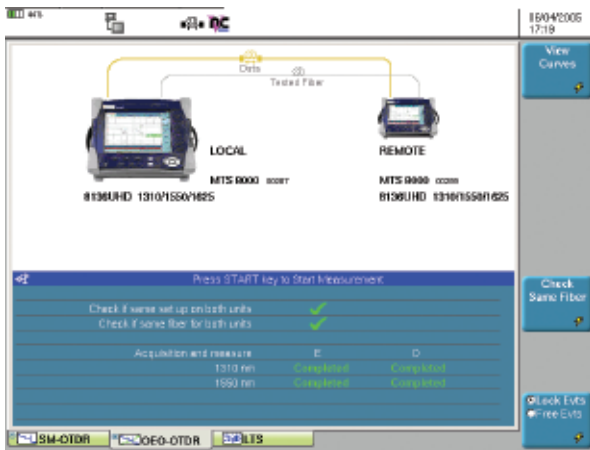 16/04/2005
17:19
View
Curves
Data
Tested Fiber
LOCAL
REMOTE
MTS 8000
MTS 8000
8136UHD 1310/1550/1625
8136UHD 1310/1550/1625
Press START key to Start Measurement
Check if same set up on both units
Check if same fiber for both units
Acquisition and measure E O
1310 nm Completed Completed
1550 nm Completed Completed
Check
Same Fiber
Lock Evts
Free Evts
SM-OTDR
OEO-OTDR
LTS